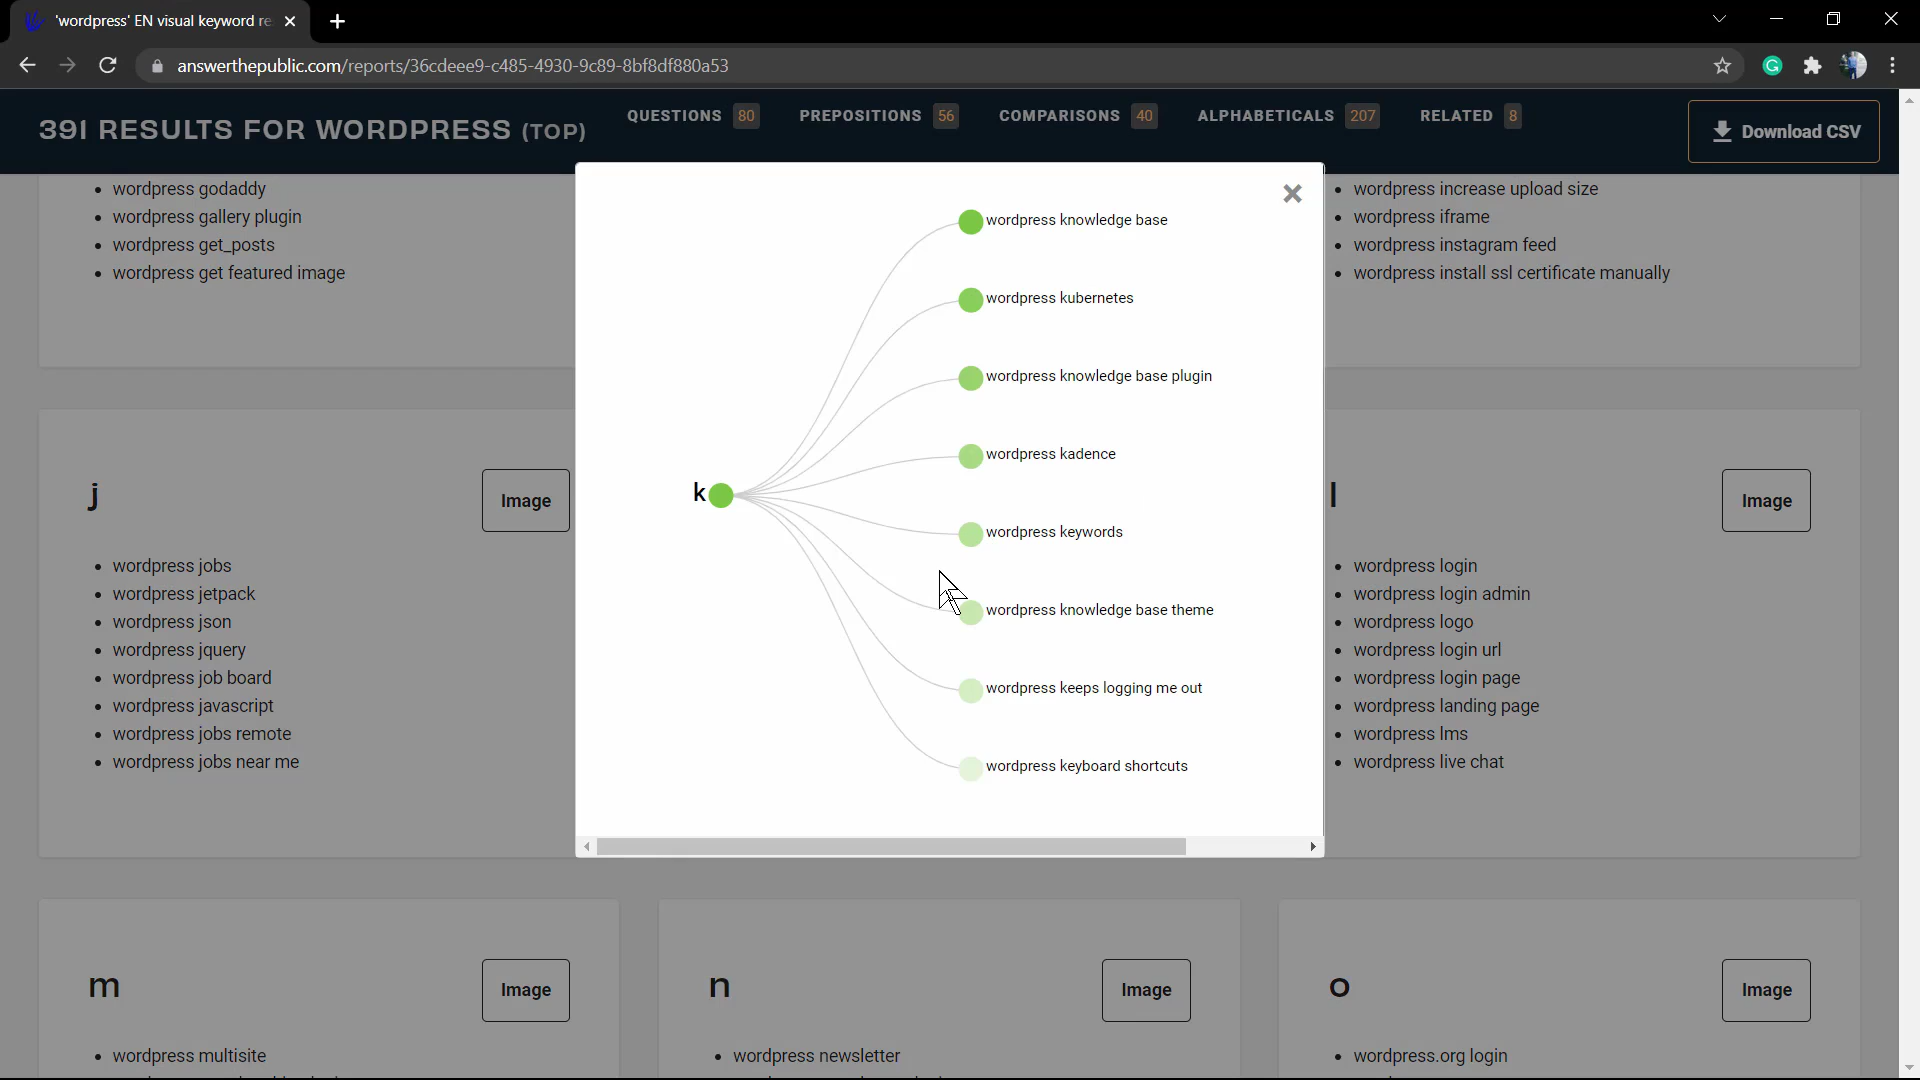 'wordpress' EN visual keyword re
answerthepublic.com/reports/36cdeee9-c485-4930-9c89-8bf8df880a53
391 RESULTS FOR WORDPRESS (TOP)
QUESTIONS 80
PREPOSITIONS 56
COMPARISONS 40
ALPHABETICALS 207
RELATED 8
Download CSV
wordpress godaddy
wordpress gallery plugin
wordpress get_posts
wordpress get featured image
wordpress increase upload size
wordpress iframe
wordpress instagram feed
wordpress install ssl certificate manually
k
wordpress knowledge base
wordpress kubernetes
wordpress knowledge base plugin
wordpress kadence
wordpress keywords
wordpress knowledge base theme
wordpress keeps logging me out
wordpress keyboard shortcuts
j
Image
wordpress jobs
wordpress jetpack
wordpress json
wordpress jquery
wordpress job board
wordpress javascript
wordpress jobs remote
wordpress jobs near me
l
Image
wordpress login
wordpress login admin
wordpress logo
wordpress login url
wordpress login page
wordpress landing page
wordpress lms
wordpress live chat
m
Image
wordpress multisite
n
Image
wordpress newsletter
o
Image
wordpress.org login